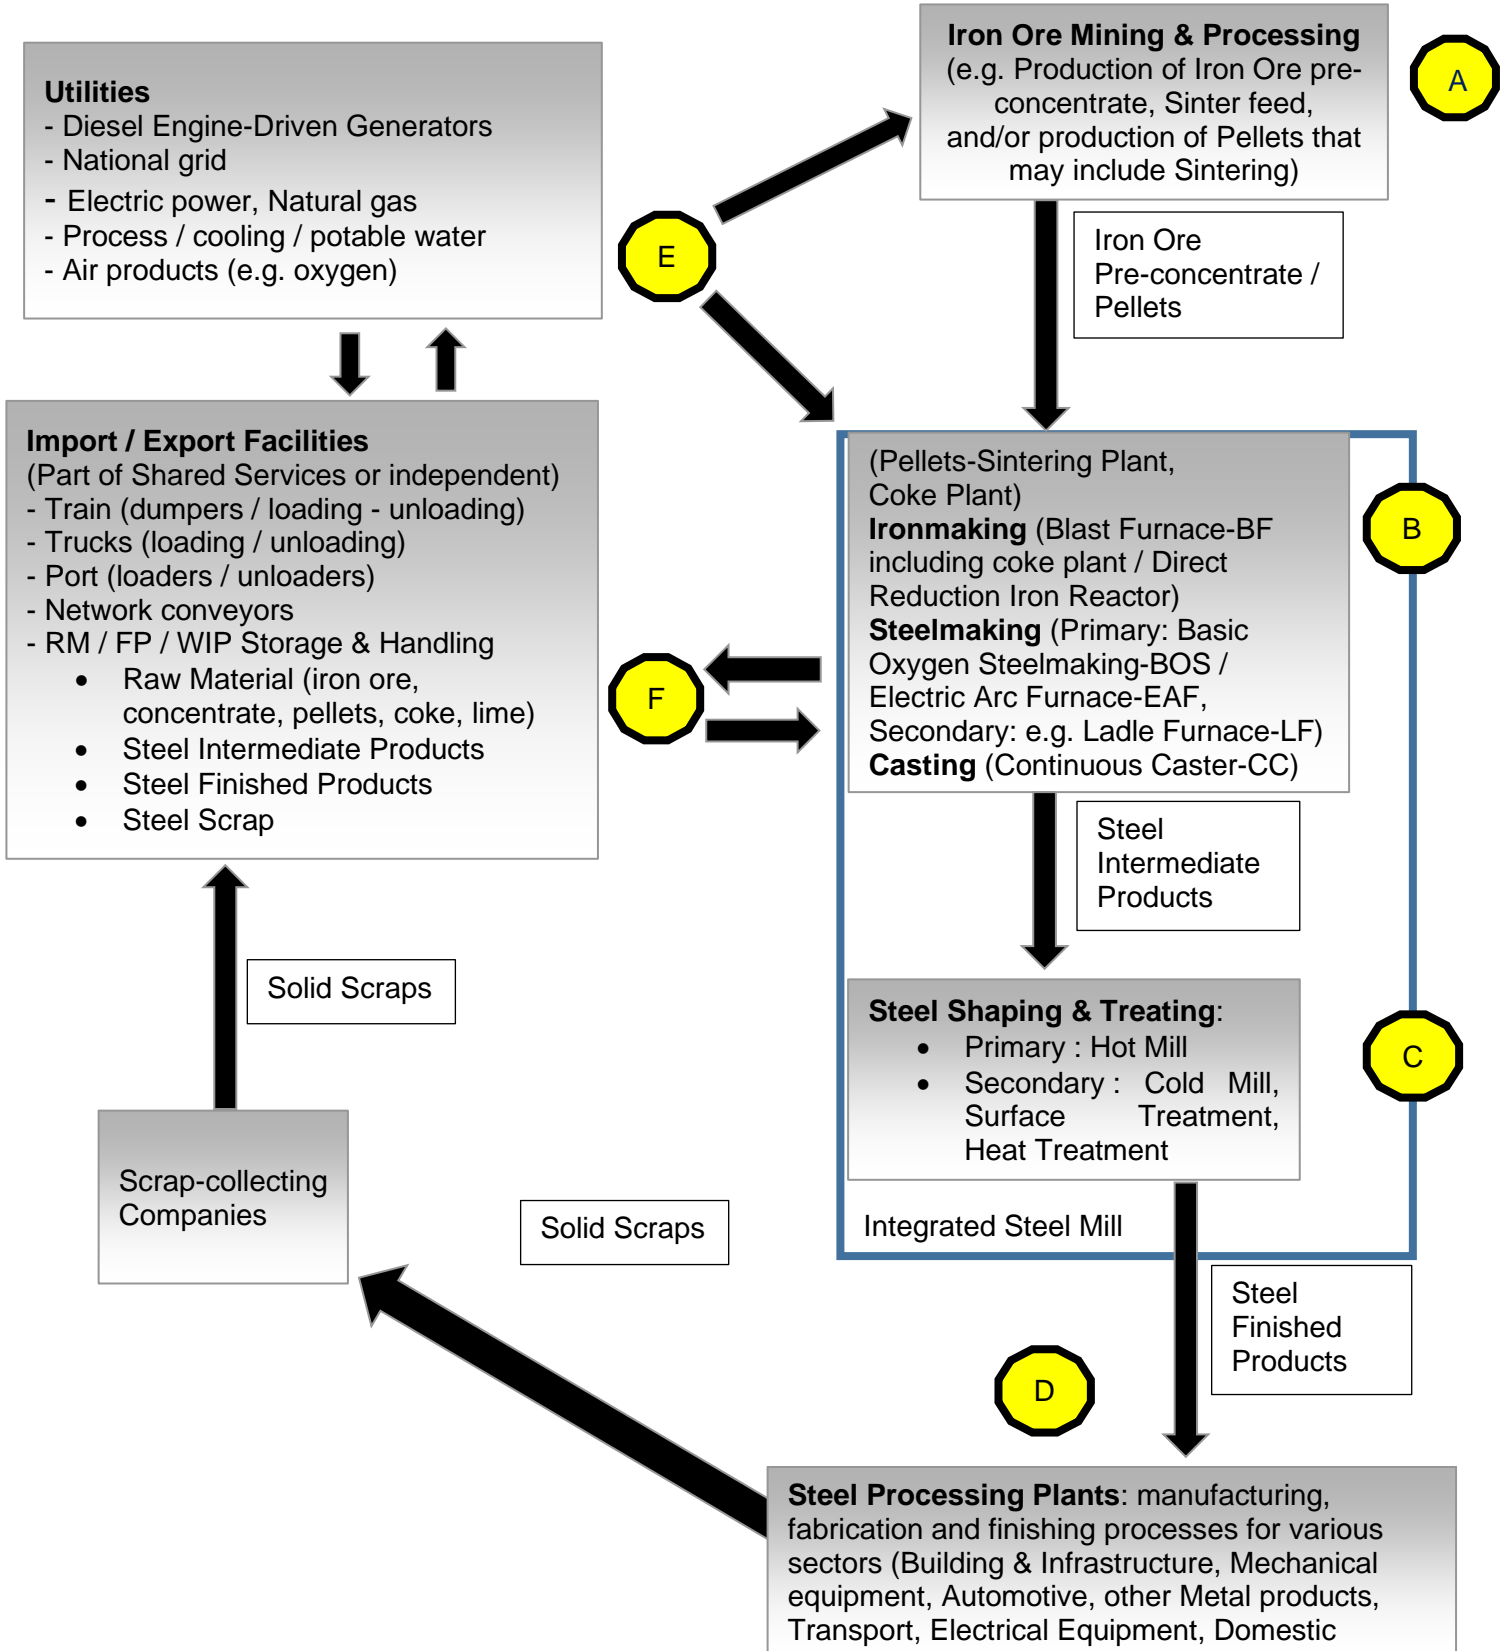 Iron Ore Mining & Processing
(e.g. Production of Iron Ore pre-
concentrate, Sinter feed,
and/or production of Pellets that
may include Sintering)
A
Utilities
- Diesel Engine-Driven Generators
- National grid
- Electric power, Natural gas
- Process / cooling / potable water
- Air products (e.g. oxygen)
E
Iron Ore
Pre-concentrate /
Pellets
Import / Export Facilities
(Part of Shared Services or independent)
- Train (dumpers / loading - unloading)
- Trucks (loading / unloading)
- Port (loaders / unloaders)
- Network conveyors
- RM / FP / WIP Storage & Handling
• Raw Material (iron ore,
concentrate, pellets, coke, lime)
• Steel Intermediate Products
• Steel Finished Products
• Steel Scrap
F
(Pellets-Sintering Plant,
Coke Plant)
Ironmaking (Blast Furnace-BF
including coke plant / Direct
Reduction Iron Reactor)
Steelmaking (Primary: Basic
Oxygen Steelmaking-BOS /
Electric Arc Furnace-EAF,
Secondary: e.g. Ladle Furnace-LF)
Casting (Continuous Caster-CC)
B
Steel
Intermediate
Products
Solid Scraps
Steel Shaping & Treating:
• Primary : Hot Mill
• Secondary : Cold Mill,
Surface Treatment,
Heat Treatment
C
Scrap-collecting
Companies
Solid Scraps
Integrated Steel Mill
Steel
Finished
Products
D
Steel Processing Plants: manufacturing,
fabrication and finishing processes for various
sectors (Building & Infrastructure, Mechanical
equipment, Automotive, other Metal products,
Transport, Electrical Equipment, Domestic